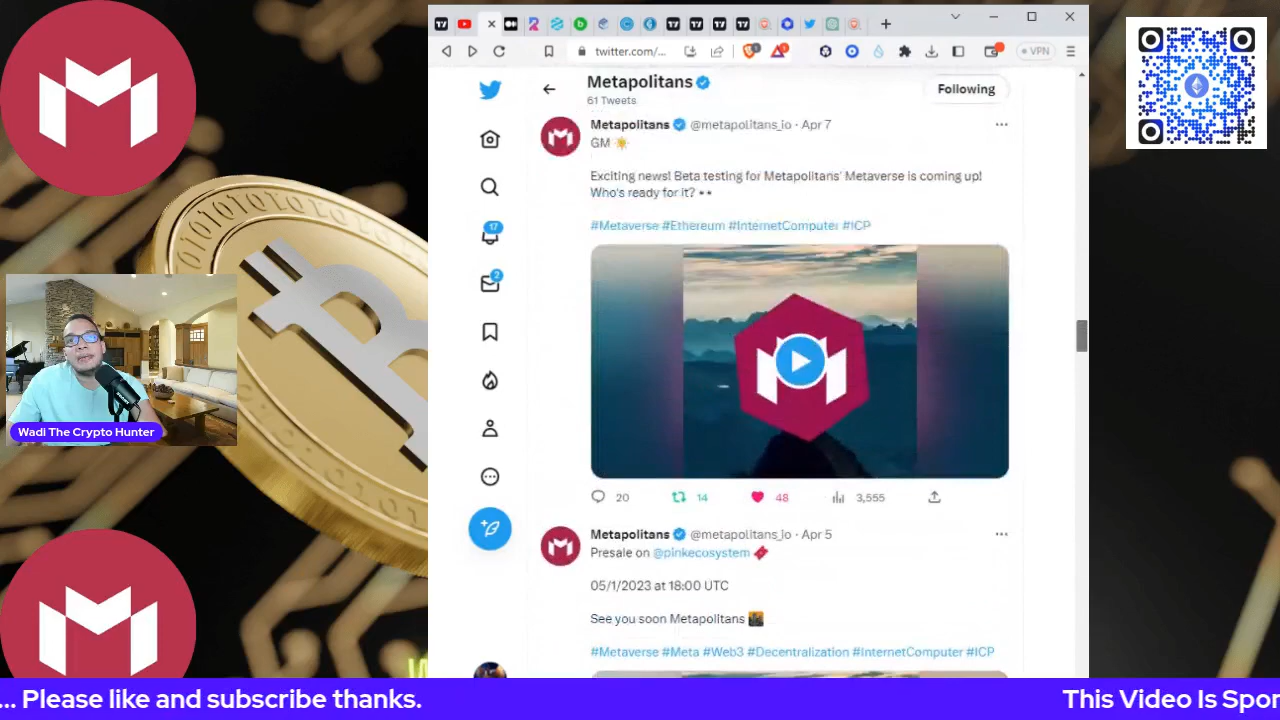 twitter.com/...
VPN
Metapolitans
61 Tweets
Following
Metapolitans @metapolitans_io · Apr 7
GM ☀️
Exciting news! Beta testing for Metapolitans' Metaverse is coming up!
Who's ready for it? 👀
#Metaverse #Ethereum #InternetComputer #ICP
20 14 48 3,555
17
2
Metapolitans @metapolitans_io · Apr 5
Presale on @pinkecosystem
05/1/2023 at 18:00 UTC
See you soon Metapolitans
#Metaverse #Meta #Web3 #Decentralization #InternetComputer #ICP
Wadi The Crypto Hunter
... Please like and subscribe thanks.
This Video Is Spor